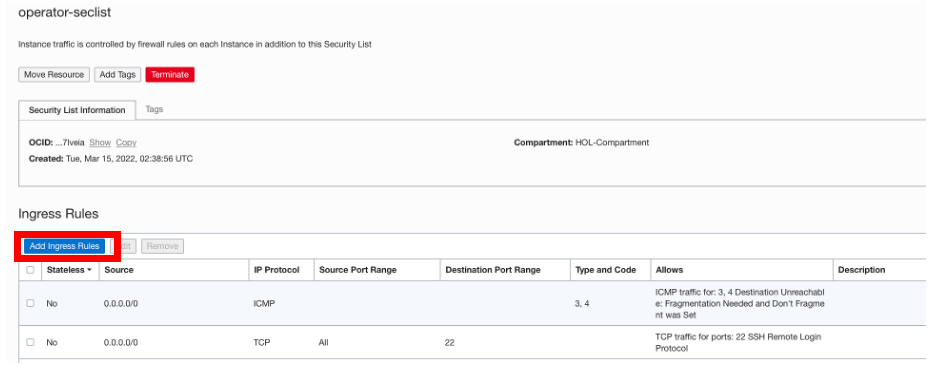 operator-seclist
Instance traffic is controlled by firewall rules on each Instance in addition to this Security List
Move Resource Add Tags Terminate
Security List Information Tags
OCID: ...7lveia Show Copy Compartment: HOL-Compartment
Created: Tue, Mar 15, 2022, 02:38:56 UTC
Ingress Rules
Add Ingress Rules Remove
Stateless Source IP Protocol Source Port Range Destination Port Range Type and Code Allows Description
No 0.0.0.0/0 ICMP 3, 4 ICMP traffic for: 3, 4 Destination Unreachabl
e: Fragmentation Needed and Don't Fragme
nt was Set
No 0.0.0.0/0 TCP All 22 TCP traffic for ports: 22 SSH Remote Login
Protocol